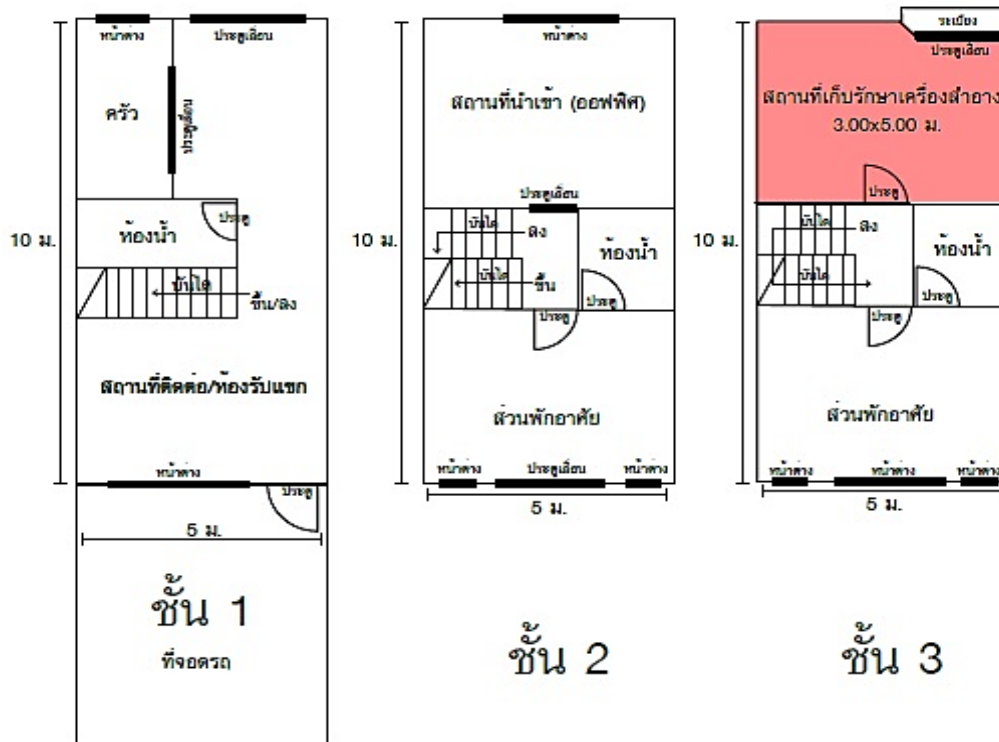 หน้าต่าง
ประตูเลื่อน
ครัว
ประตูเลื่อน
ห้องน้ำ
ประตู
10 ม.
บันได
ขึ้น/ลง
สถานที่ติดต่อ/ห้องรับแขก
หน้าต่าง
ประตู
5 ม.
ชั้น 1
ที่จอดรถ
หน้าต่าง
สถานที่นำเข้า (ออฟฟิศ)
ประตูเลื่อน
บันได
ลง
ห้องน้ำ
10 ม.
บันได
ขึ้น
ประตู
ประตู
ส่วนพักอาศัย
หน้าต่าง
ประตูเลื่อน
หน้าต่าง
5 ม.
ชั้น 2
ระเบียง
ประตูเลื่อน
สถานที่เก็บรักษาเครื่องสำอาง
3.00x5.00 ม.
ประตู
บันได
ลง
ห้องน้ำ
10 ม.
บันได
ประตู
ประตู
ส่วนพักอาศัย
หน้าต่าง
หน้าต่าง
หน้าต่าง
5 ม.
ชั้น 3